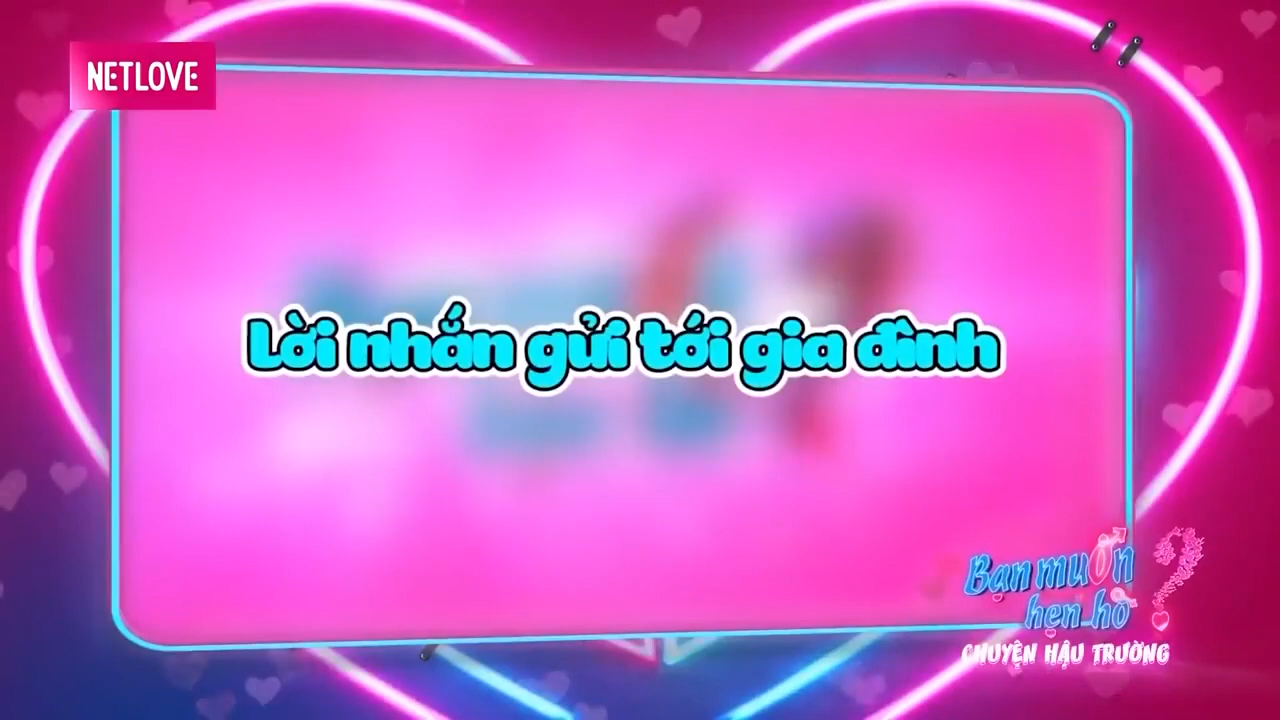 NETLOVE
Lời nhắn gửi tới gia đình
Bạn muốn
hẹn hò ?
CHUYỆN HẬU TRƯỜNG